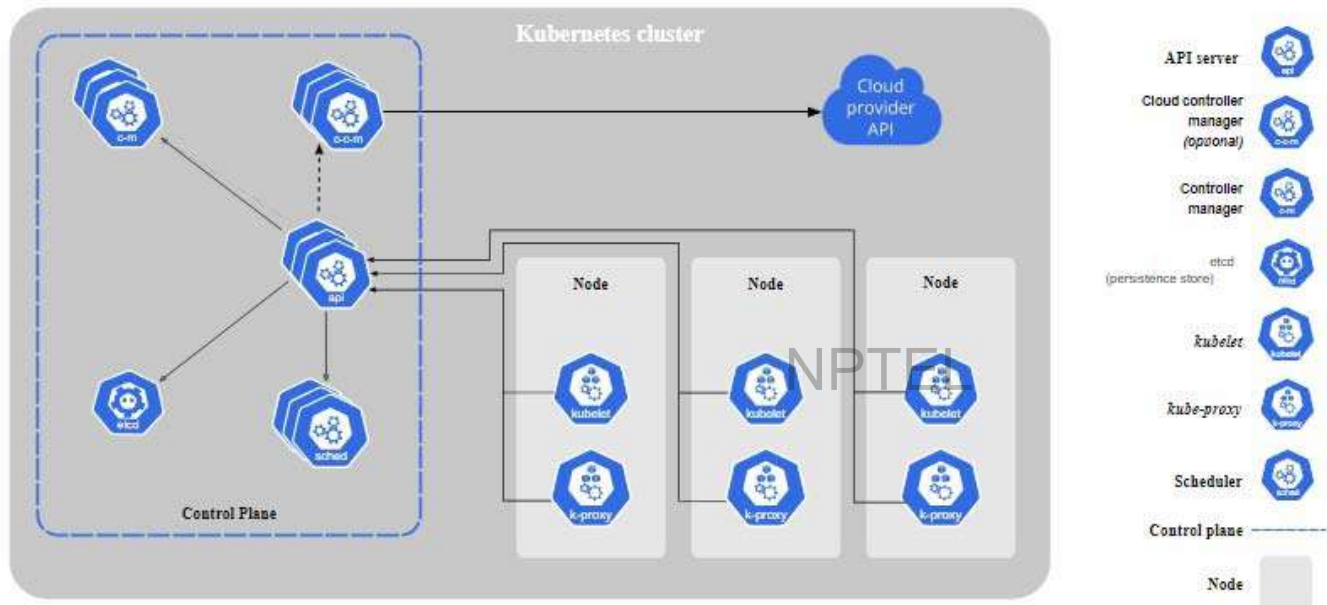 Kubernetes cluster
c-m
c-c-m
Cloud
provider
API
api
etcd
sched
Control Plane
Node
Node
Node
kubelet
kubelet
kubelet
k-proxy
k-proxy
k-proxy
NPTEL
API server
api
Cloud controller
manager
(optional)
c-c-m
Controller
manager
c-m
etcd
(persistence store)
etcd
kubelet
kubelet
kube-proxy
k-proxy
Scheduler
sched
Control plane
Node